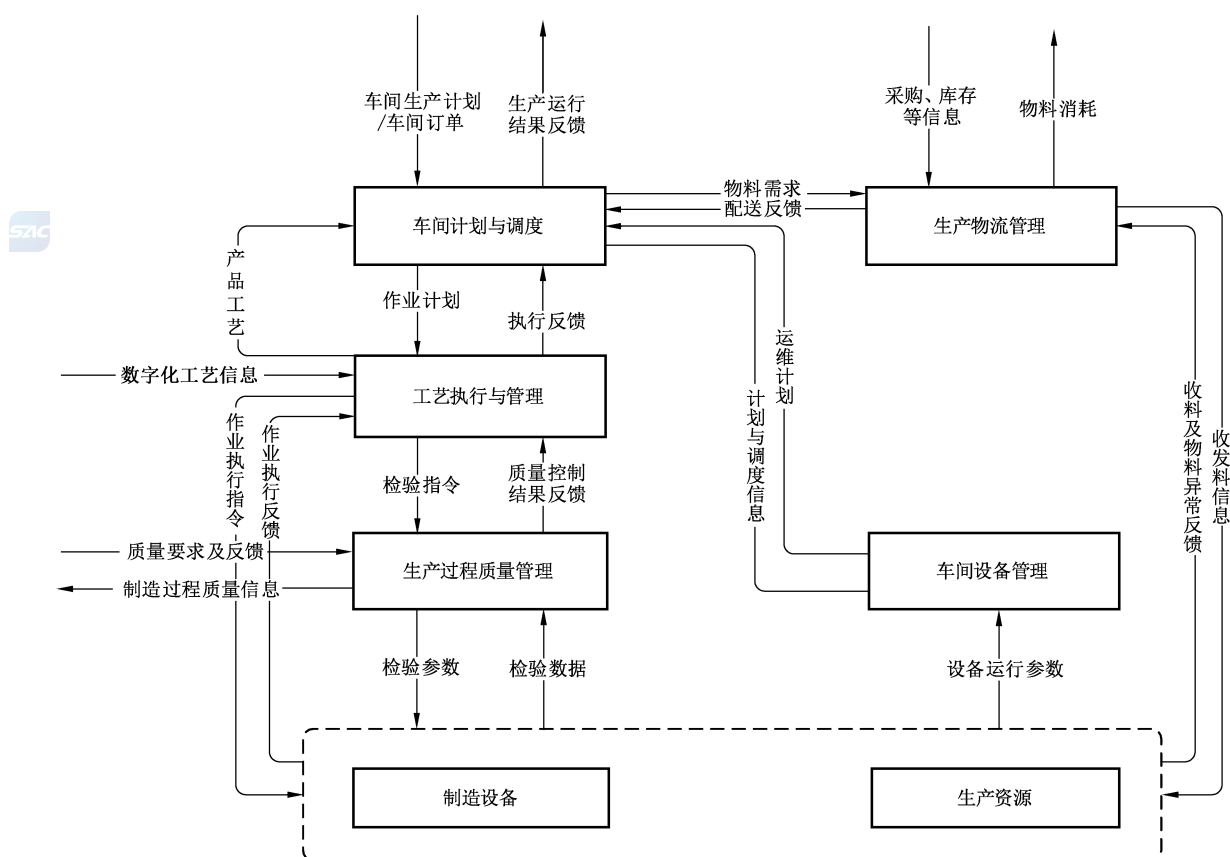 车间生产计划
/车间订单
生产运行
结果反馈
采购、库存
等信息
物料消耗
SAC
车间计划与调度
物料需求
配送反馈
生产物流管理
产品工艺
作业计划
执行反馈
数字化工艺信息
工艺执行与管理
运维计划
计划与调度信息
收料及物料异常反馈
收发料信息
作业执行指令
作业执行反馈
检验指令
质量控制
结果反馈
质量要求及反馈
制造过程质量信息
生产过程质量管理
车间设备管理
检验参数
检验数据
设备运行参数
制造设备
生产资源